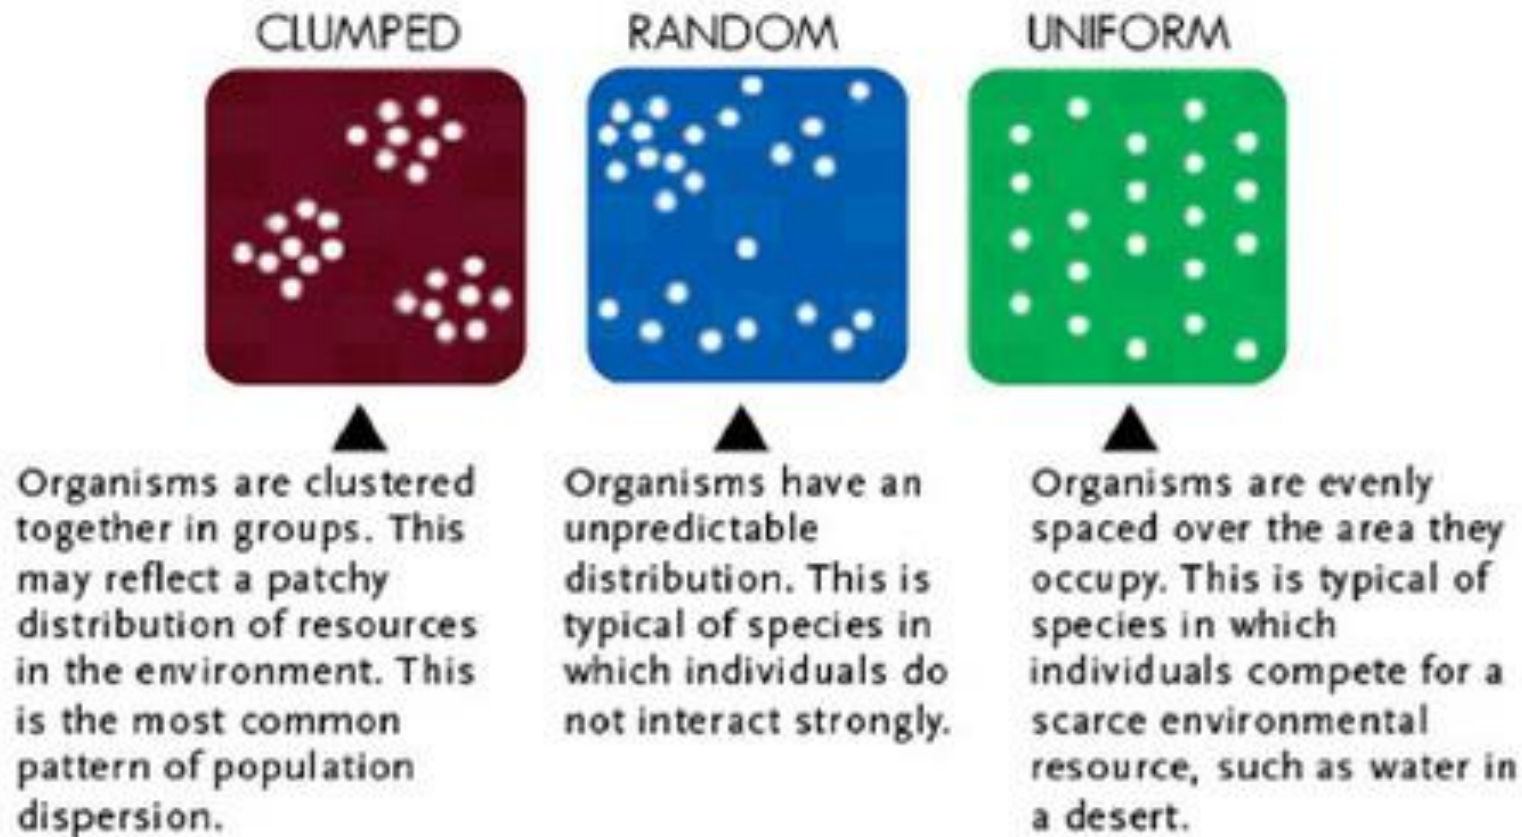 CLUMPED
RANDOM
UNIFORM
Organisms are clustered
together in groups. This
may reflect a patchy
distribution of resources
in the environment. This
is the most common
pattern of population
dispersion.
Organisms have an
unpredictable
distribution. This is
typical of species in
which individuals do
not interact strongly.
Organisms are evenly
spaced over the area they
occupy. This is typical of
species in which
individuals compete for a
scarce environmental
resource, such as water in
a desert.